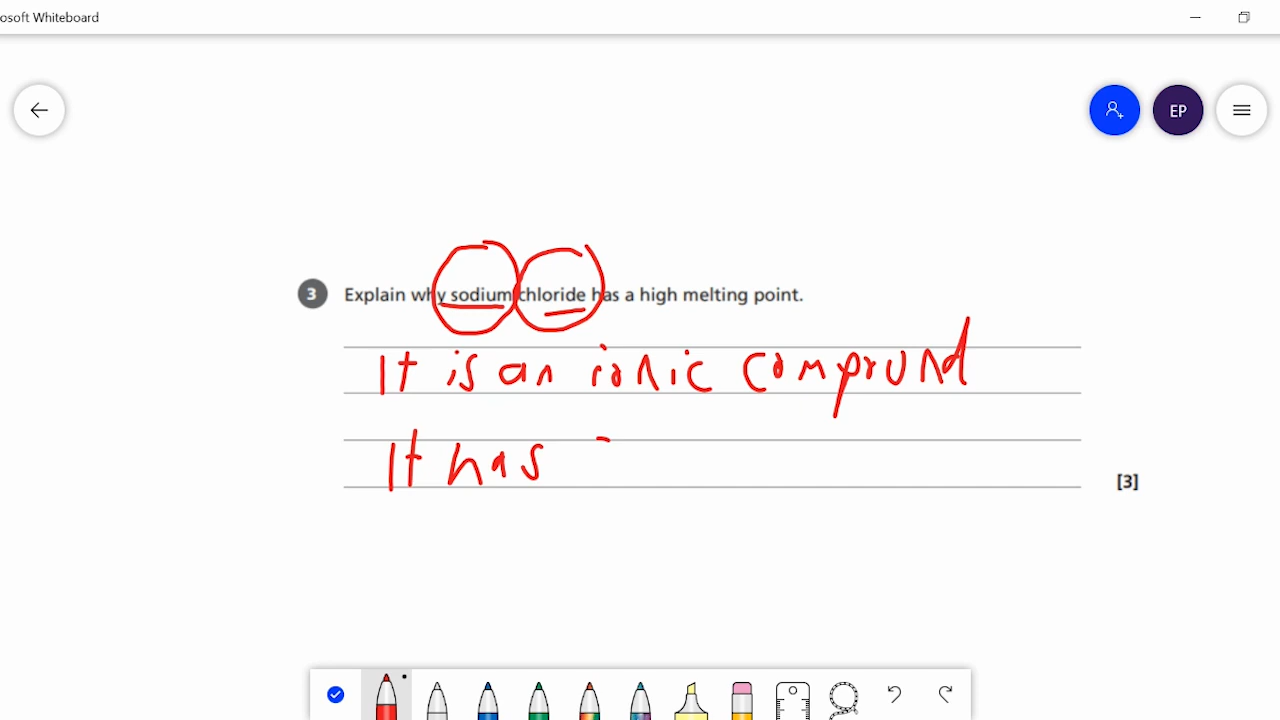 osoft Whiteboard
EP
3 Explain why sodium chloride has a high melting point.
It is an ionic compound
It has
[3]